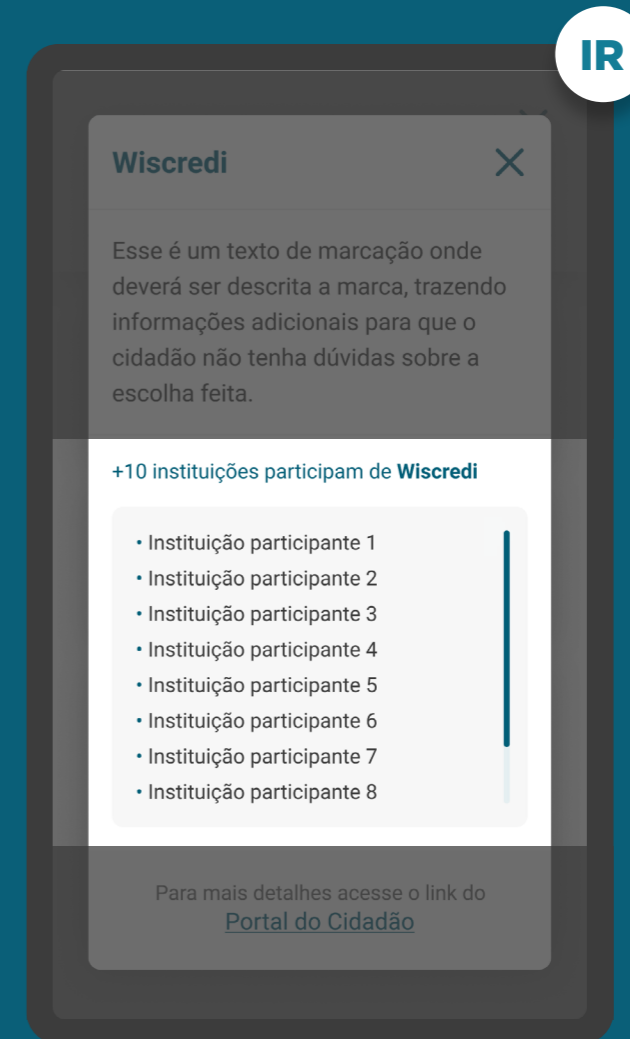 IR
Wiscredi
Esse é um texto de marcação onde
deverá ser descrita a marca, trazendo
informações adicionais para que o
cidadão não tenha dúvidas sobre a
escolha feita.
+10 instituições participam de Wiscredi
• Instituição participante 1
• Instituição participante 2
• Instituição participante 3
• Instituição participante 4
• Instituição participante 5
• Instituição participante 6
• Instituição participante 7
• Instituição participante 8
Para mais detalhes acesse o link do
Portal do Cidadão